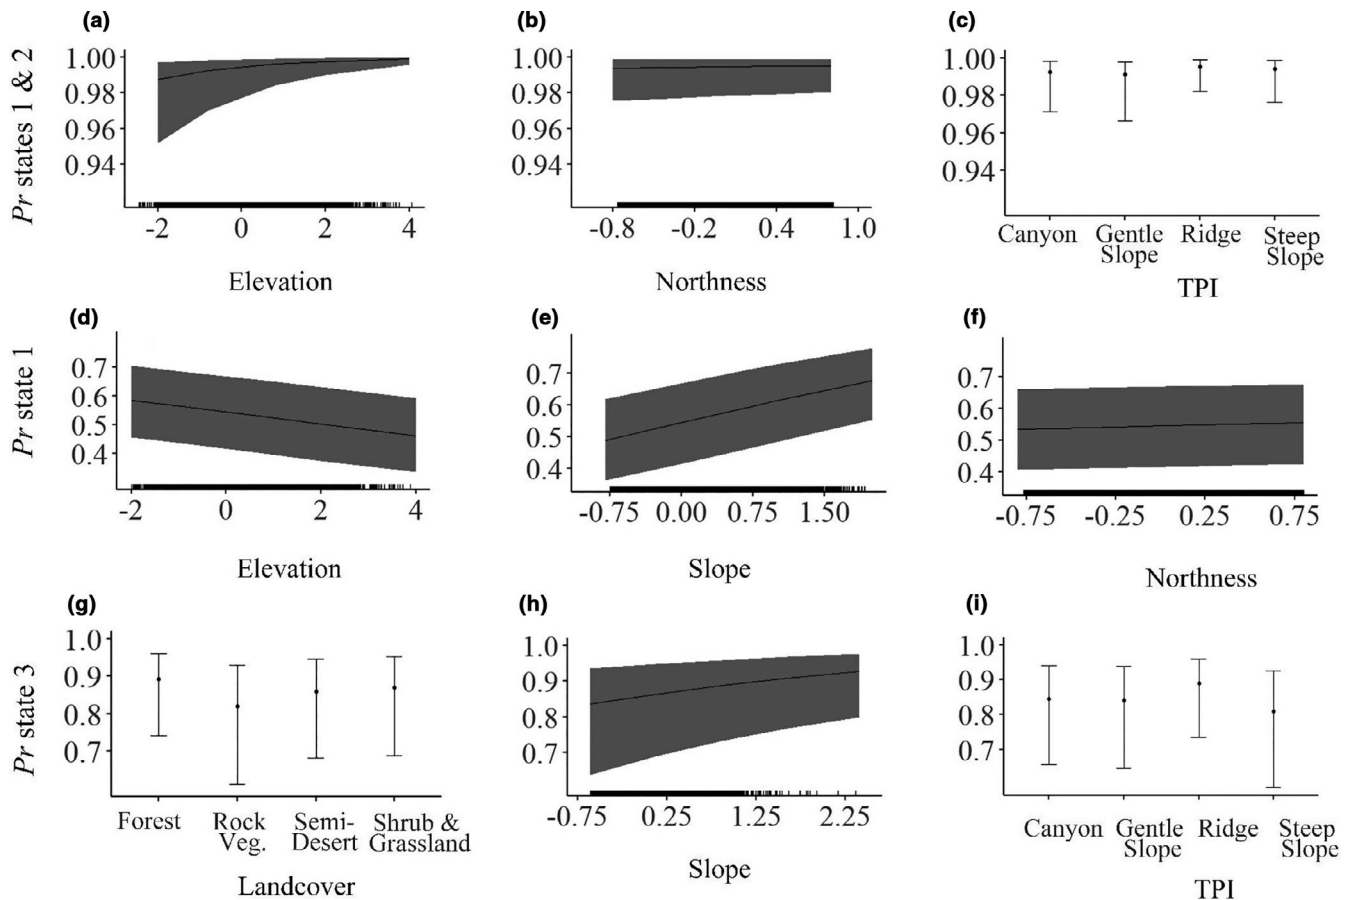 (a)
Pr states 1 & 2
1.00
0.98
0.96
0.94
-2 0 2 4
Elevation
(b)
1.00
0.98
0.96
0.94
-0.8 -0.2 0.4 1.0
Northness
(c)
1.00
0.98
0.96
0.94
Canyon Gentle Ridge Steep
Slope Slope
TPI
(d)
Pr state 1
0.7
0.6
0.5
0.4
-2 0 2 4
Elevation
(e)
0.7
0.6
0.5
0.4
-0.75 0.00 0.75 1.50
Slope
(f)
0.7
0.6
0.5
0.4
-0.75 -0.25 0.25 0.75
Northness
(g)
Pr state 3
1.0
0.9
0.8
0.7
Forest Rock Semi- Shrub &
Veg. Desert Grassland
Landcover
(h)
1.0
0.9
0.8
0.7
-0.75 0.25 1.25 2.25
Slope
(i)
1.0
0.9
0.8
0.7
Canyon Gentle Ridge Steep
Slope Slope
TPI